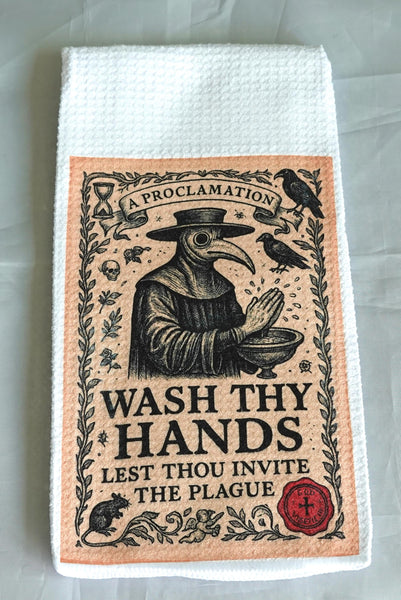 A PROCLAMATION
WASH THY
HANDS
LEST THOU INVITE
THE PLAGUE